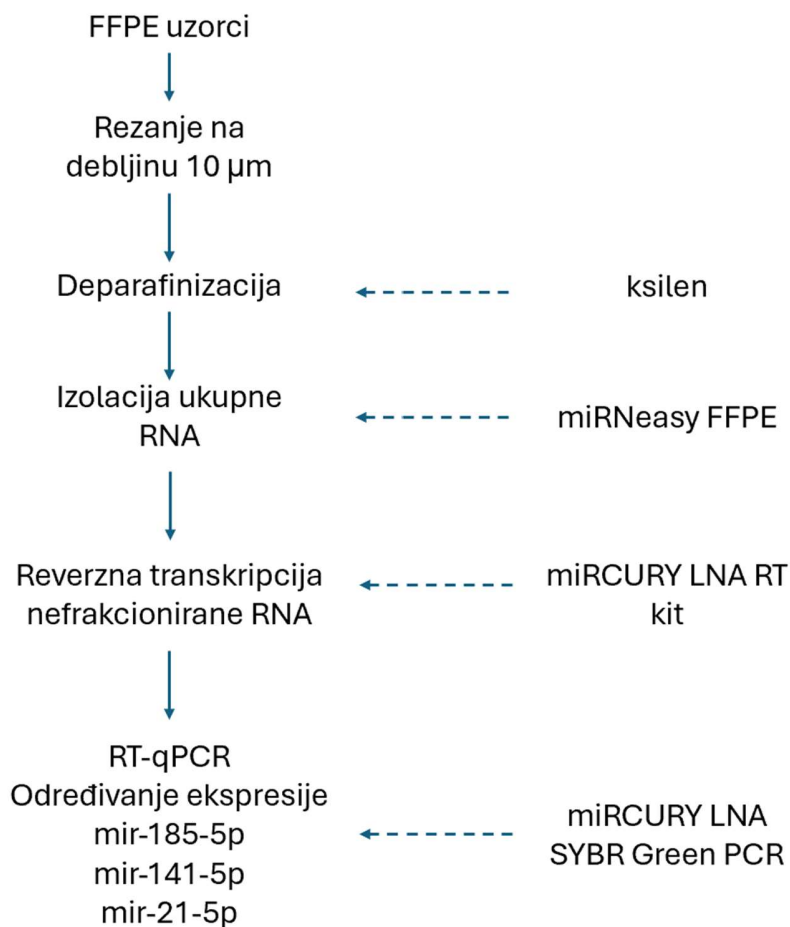 FFPE uzorci
Rezanje na
debljinu 10 µm
Deparafinizacija
ksilen
Izolacija ukupne
RNA
miRNeasy FFPE
Reverzna transkripcija
nefrakcionirane RNA
miRCURY LNA RT
kit
RT-qPCR
Određivanje ekspresije
mir-185-5p
mir-141-5p
mir-21-5p
miRCURY LNA
SYBR Green PCR